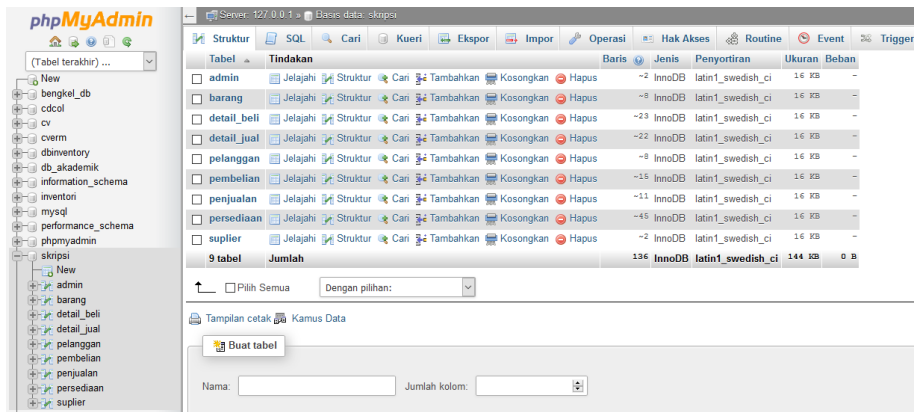 phpMyAdmin
(Tabel terakhir) ...
New
bengkel_db
cdcol
cv
cverm
dbinventory
db_akademik
information_schema
inventori
mysql
performance_schema
phpmyadmin
skripsi
New
admin
barang
detail_beli
detail_jual
pelanggan
pembelian
penjualan
persediaan
suplier
Server: 127.0.0.1 » Basis data: skripsi
Struktur SQL Cari Kueri Ekspor Impor Operasi Hak Akses Routine Event Trigger
Tabel Tindakan Baris Jenis Penyortiran Ukuran Beban
admin Jelajahi Struktur Cari Tambahkan Kosongkan Hapus ~2 InnoDB latin1_swedish_ci 16 KB -
barang Jelajahi Struktur Cari Tambahkan Kosongkan Hapus ~8 InnoDB latin1_swedish_ci 16 KB -
detail_beli Jelajahi Struktur Cari Tambahkan Kosongkan Hapus ~23 InnoDB latin1_swedish_ci 16 KB -
detail_jual Jelajahi Struktur Cari Tambahkan Kosongkan Hapus ~22 InnoDB latin1_swedish_ci 16 KB -
pelanggan Jelajahi Struktur Cari Tambahkan Kosongkan Hapus ~8 InnoDB latin1_swedish_ci 16 KB -
pembelian Jelajahi Struktur Cari Tambahkan Kosongkan Hapus ~15 InnoDB latin1_swedish_ci 16 KB -
penjualan Jelajahi Struktur Cari Tambahkan Kosongkan Hapus ~11 InnoDB latin1_swedish_ci 16 KB -
persediaan Jelajahi Struktur Cari Tambahkan Kosongkan Hapus ~45 InnoDB latin1_swedish_ci 16 KB -
suplier Jelajahi Struktur Cari Tambahkan Kosongkan Hapus ~2 InnoDB latin1_swedish_ci 16 KB -
9 tabel Jumlah 136 InnoDB latin1_swedish_ci 144 KB 0 B
Pilih Semua Dengan pilihan:
Tampilan cetak Kamus Data
Buat tabel
Nama: Jumlah kolom: